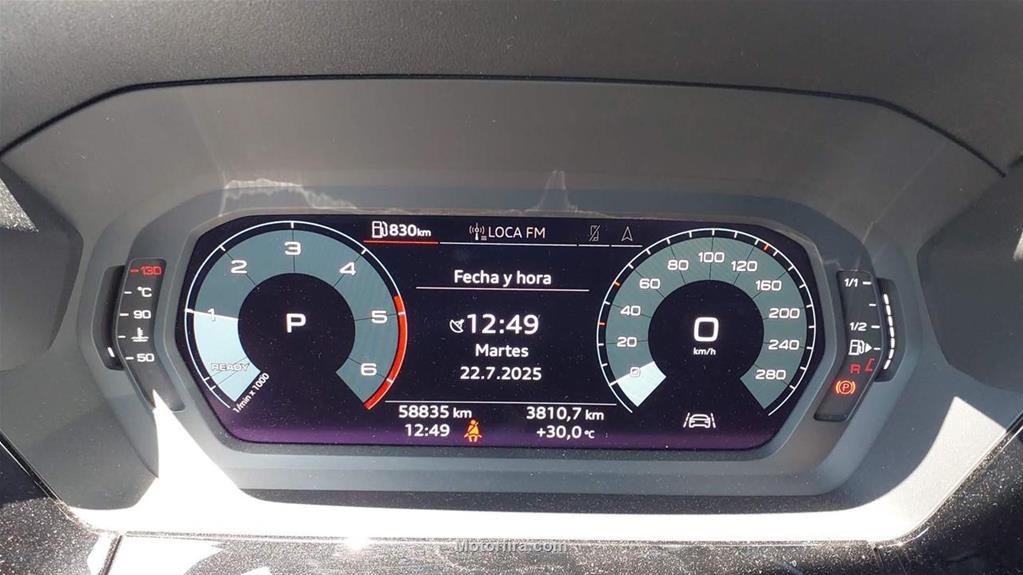 830km
LOCA FM
Fecha y hora
12:49
Martes
22.7.2025
58835 km
3810,7 km
12:49
+30,0 °C
P
1
2
3
4
5
6
READY
1/min x 1000
0
km/h
0
20
40
60
80
100
120
160
200
240
280
130
°C
90
50
1/1
1/2
R
P
Motorfira.com